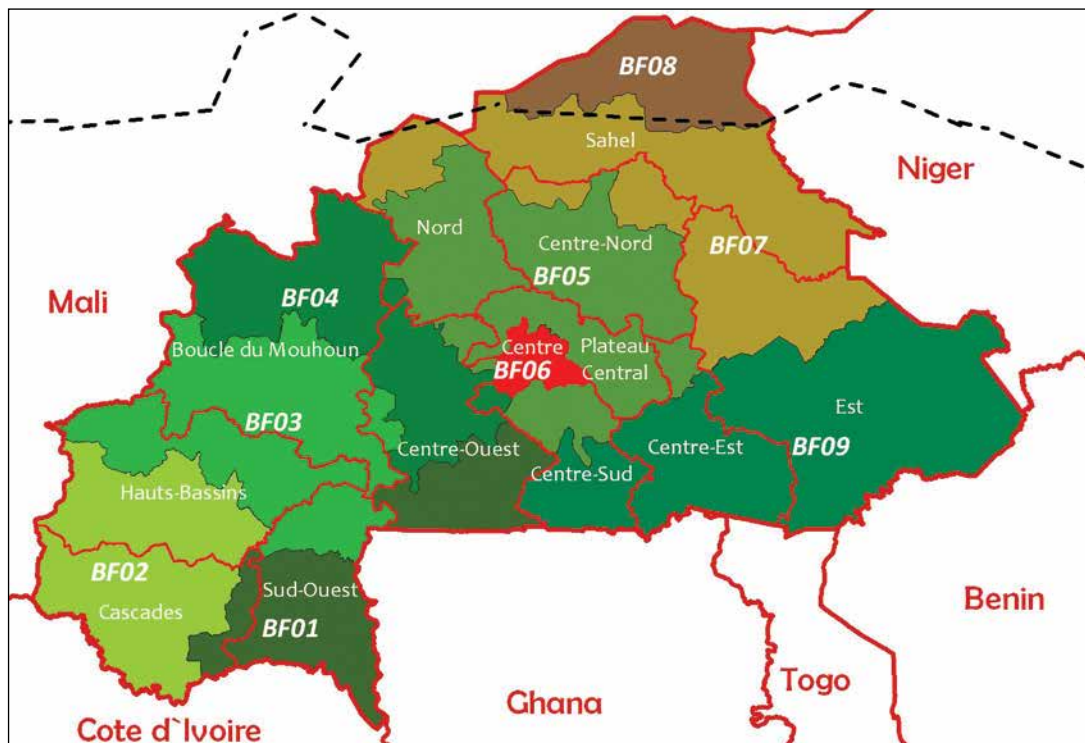 BF08
Sahel
Niger
Nord
Centre-Nord
BF07
BF05
Mali
BF04
Boucle du Mouhoun
Centre
Plateau
Central
BF06
Est
BF03
Centre-Ouest
Centre-Est
BF09
Centre-Sud
Hauts-Bassins
BF02
Sud-Ouest
Cascades
BF01
Benin
Togo
Ghana
Cote d`Ivoire